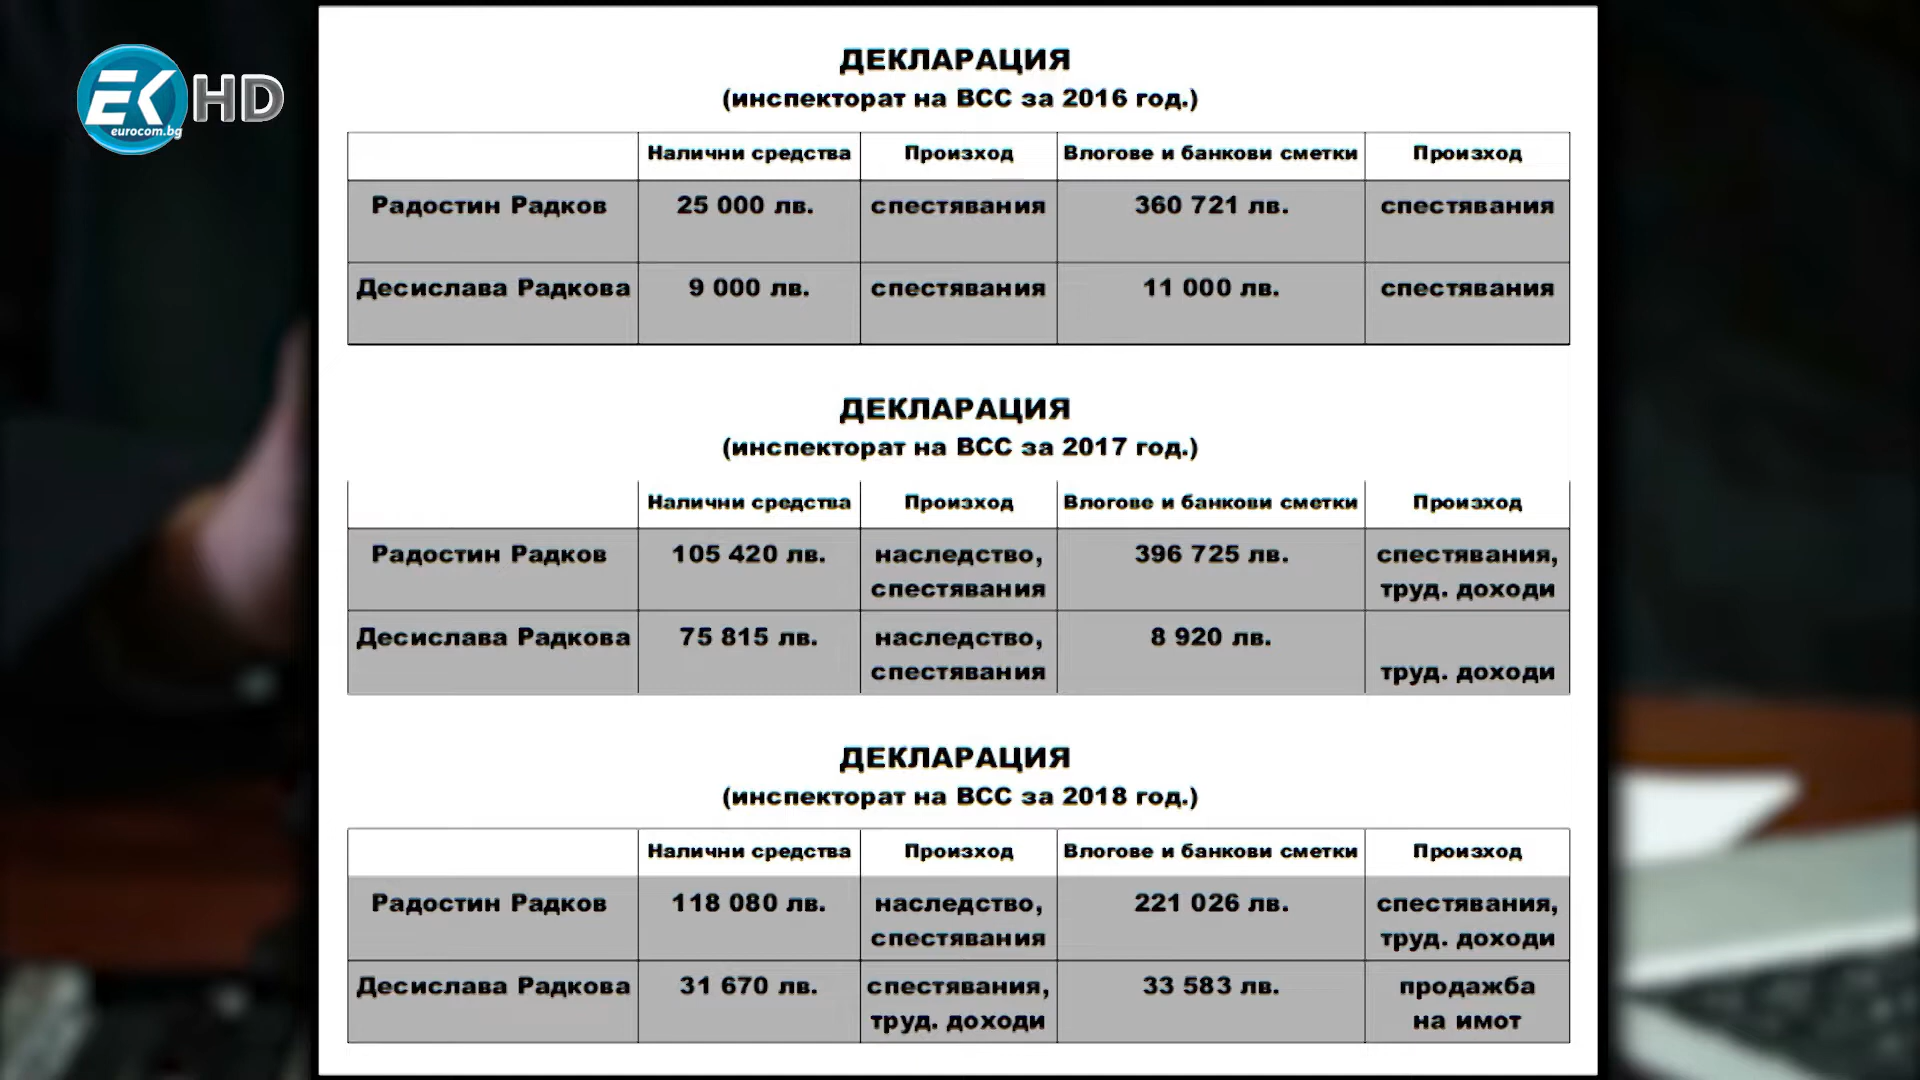 EK HD
eurocom.bg
ДЕКЛАРАЦИЯ
(инспекторат на ВСС за 2016 год.)
Налични средства Произход Влогове и банкови сметки Произход
Радостин Радков 25 000 лв. спестявания 360 721 лв. спестявания
Десислава Радкова 9 000 лв. спестявания 11 000 лв. спестявания
ДЕКЛАРАЦИЯ
(инспекторат на ВСС за 2017 год.)
Налични средства Произход Влогове и банкови сметки Произход
Радостин Радков 105 420 лв. наследство, 396 725 лв. спестявания,
спестявания труд. доходи
Десислава Радкова 75 815 лв. наследство, 8 920 лв.
спестявания труд. доходи
ДЕКЛАРАЦИЯ
(инспекторат на ВСС за 2018 год.)
Налични средства Произход Влогове и банкови сметки Произход
Радостин Радков 118 080 лв. наследство, 221 026 лв. спестявания,
спестявания труд. доходи
Десислава Радкова 31 670 лв. спестявания, 33 583 лв. продажба
труд. доходи на имот